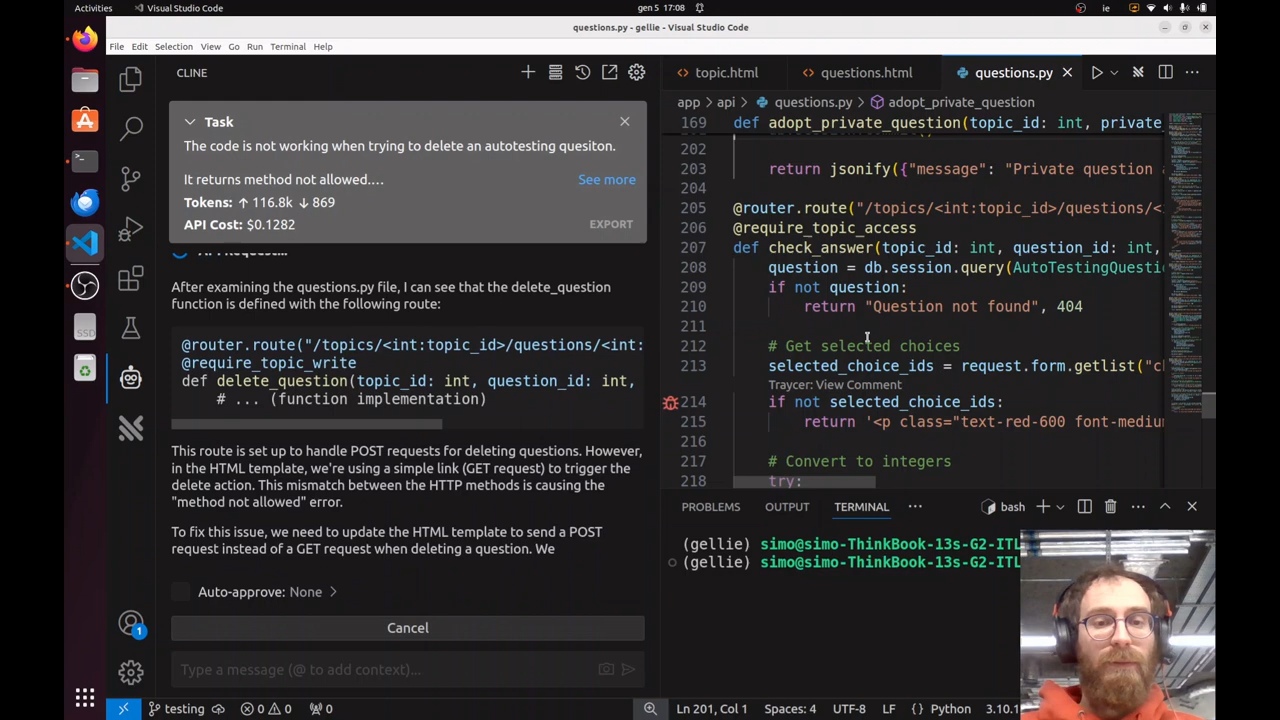 Activities
Visual Studio Code
gen 5 17:08
ie
questions.py - gellie - Visual Studio Code
File Edit Selection View Go Run Terminal Help
CLINE
Task
The code is not working when trying to delete an autotesting quesiton.
It returns method not allowed....
See more
Tokens: ↑ 116.8k ↓ 869
API Cost: $0.1282
EXPORT
API Request...
After examining the questions.py file, I can see that the delete_question
function is defined with the following route:
@router.route("/topics/<int:topic_id>/questions/<int:
@require_topic_write
def delete_question(topic_id: int, question_id: int,
# ... (function implementation)
This route is set up to handle POST requests for deleting questions. However,
in the HTML template, we're using a simple link (GET request) to trigger the
delete action. This mismatch between the HTTP methods is causing the
"method not allowed" error.
To fix this issue, we need to update the HTML template to send a POST
request instead of a GET request when deleting a question. We
Auto-approve: None
Cancel
Type a message (@ to add context)...
topic.html
questions.html
questions.py
app > api > questions.py > adopt_private_question
169 def adopt_private_question(topic_id: int, private
202
203 return jsonify({"message": "Private question
204
205 @router.route("/topics/<int:topic_id>/questions/<
206 @require_topic_access
207 def check_answer(topic_id: int, question_id: int,
208 question = db.session.query(AutoTestingQuesti
209 if not question:
210 return "Question not found", 404
211
212 # Get selected choices
213 selected_choice_ids = request.form.getlist("c
Traycer: View Comment
214 if not selected_choice_ids:
215 return '<p class="text-red-600 font-medium
216
217 # Convert to integers
218 try:
PROBLEMS OUTPUT TERMINAL
bash
(gellie) simo@simo-ThinkBook-13s-G2-ITL
(gellie) simo@simo-ThinkBook-13s-G2-ITL
SSD
1
testing
0 0
0
Ln 201, Col 1
Spaces: 4
UTF-8
LF
{ } Python
3.10.1